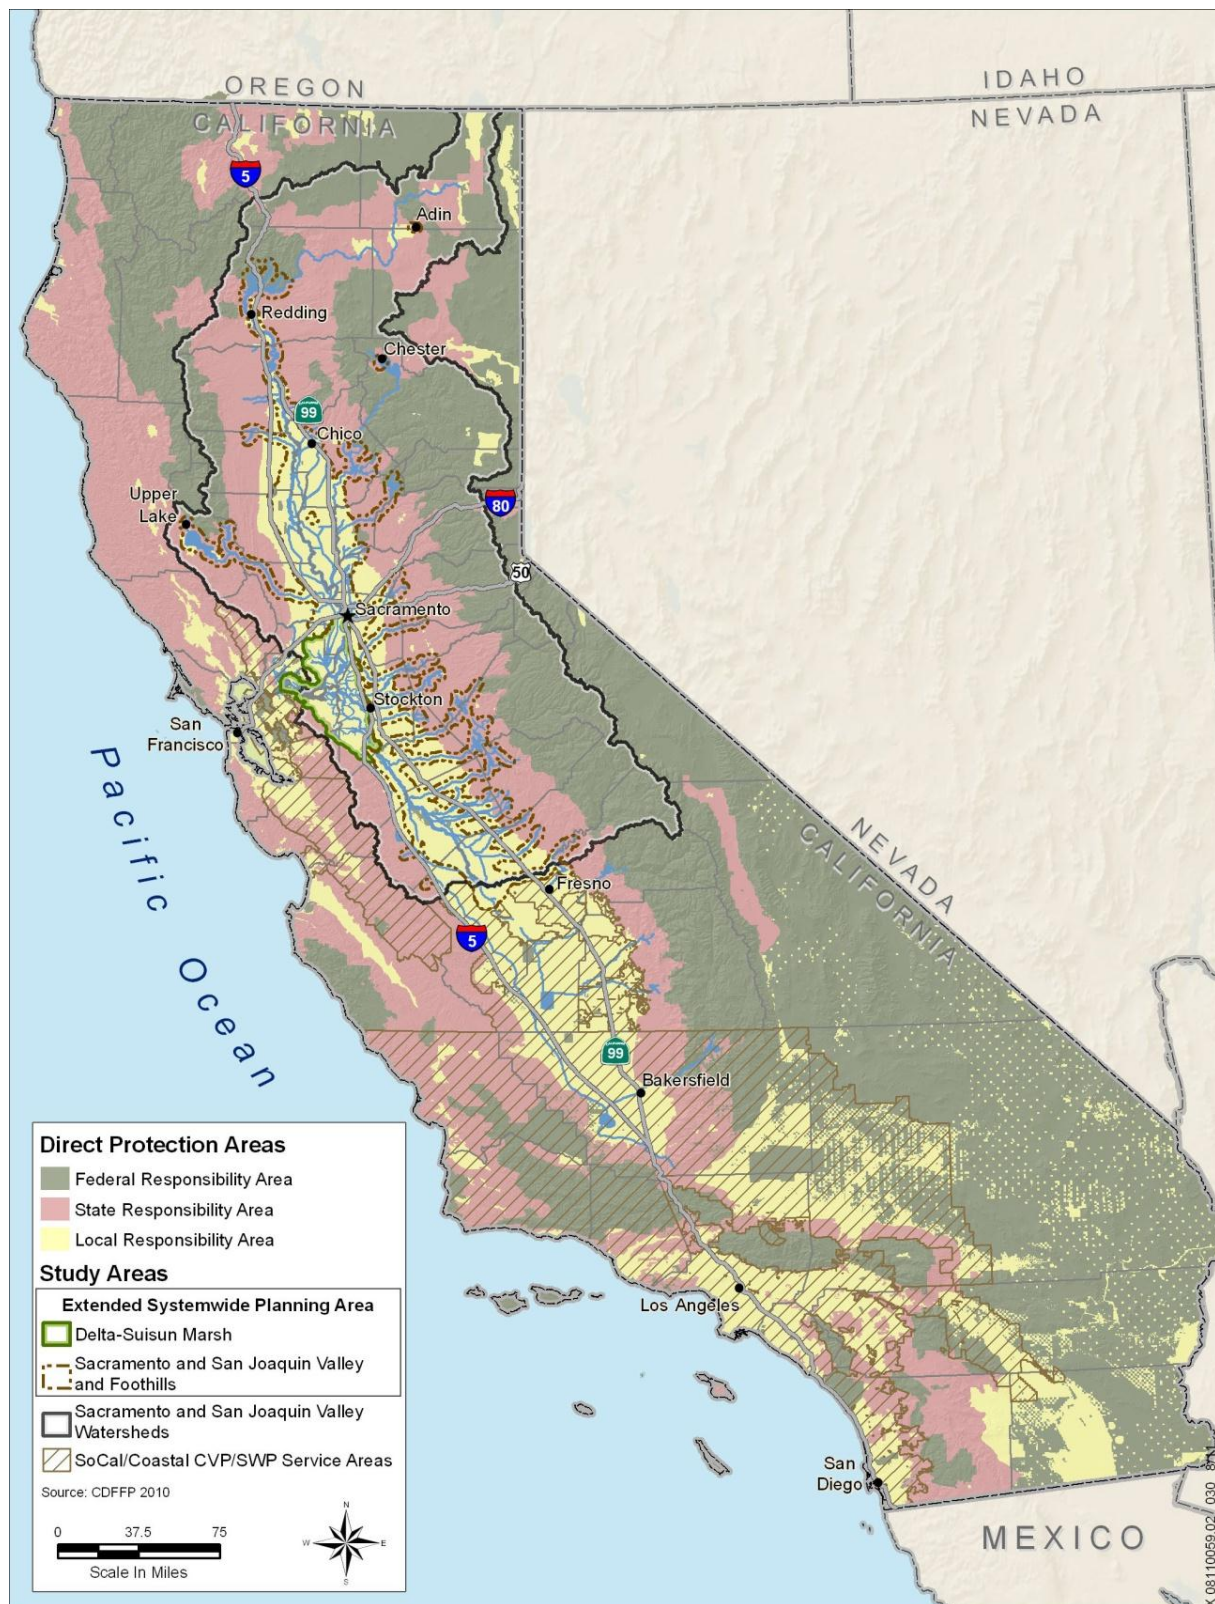 OREGON
CALIFORNIA
IDAHO
NEVADA
5
Adin
Redding
Chester
99
Chico
Upper
Lake
80
50
Sacramento
Stockton
San
Francisco
Pacific Ocean
NEVADA
CALIFORNIA
Fresno
5
99
Bakersfield
Los Angeles
San
Diego
MEXICO
Direct Protection Areas
Federal Responsibility Area
State Responsibility Area
Local Responsibility Area
Study Areas
Extended Systemwide Planning Area
Delta-Suisun Marsh
Sacramento and San Joaquin Valley
and Foothills
Sacramento and San Joaquin Valley
Watersheds
SoCal/Coastal CVP/SWP Service Areas
Source: CDFFP 2010
0 37.5 75
Scale In Miles
N
W E
S
X 08110059.02 030